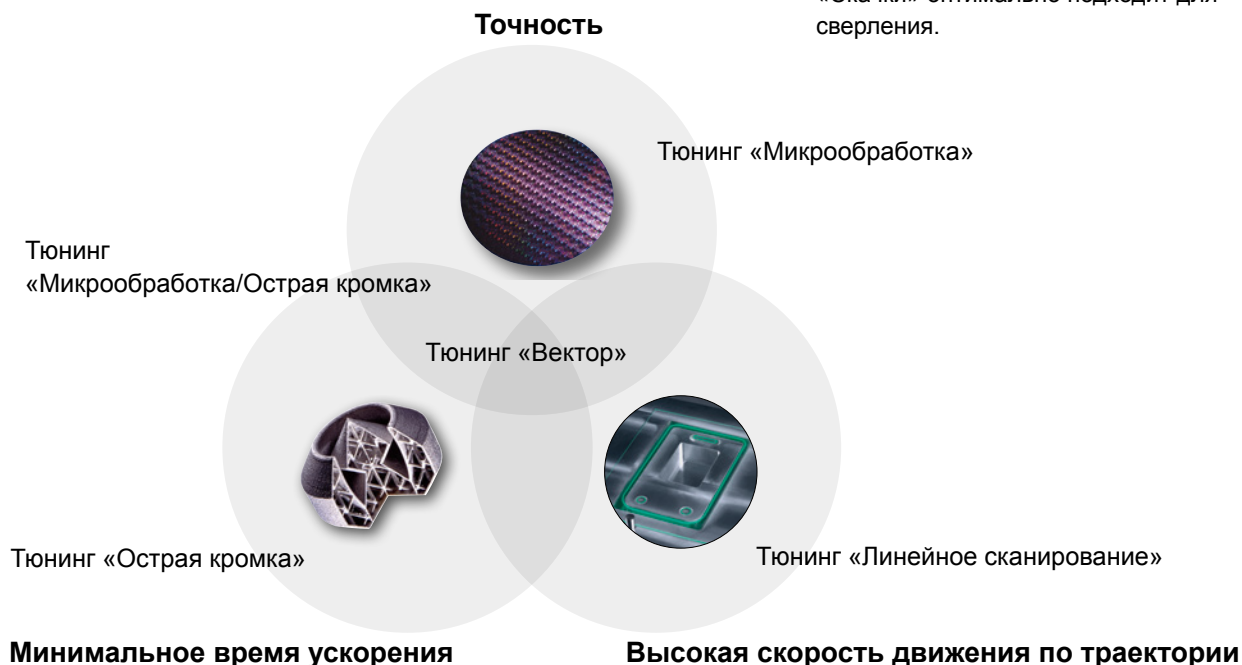 сверления.
Точность
Тюнинг «Микрообработка»
Тюнинг
«Микрообработка/Острая кромка»
Тюнинг «Вектор»
Тюнинг «Острая кромка»
Тюнинг «Линейное сканирование»
Минимальное время ускорения
Высокая скорость движения по траектории